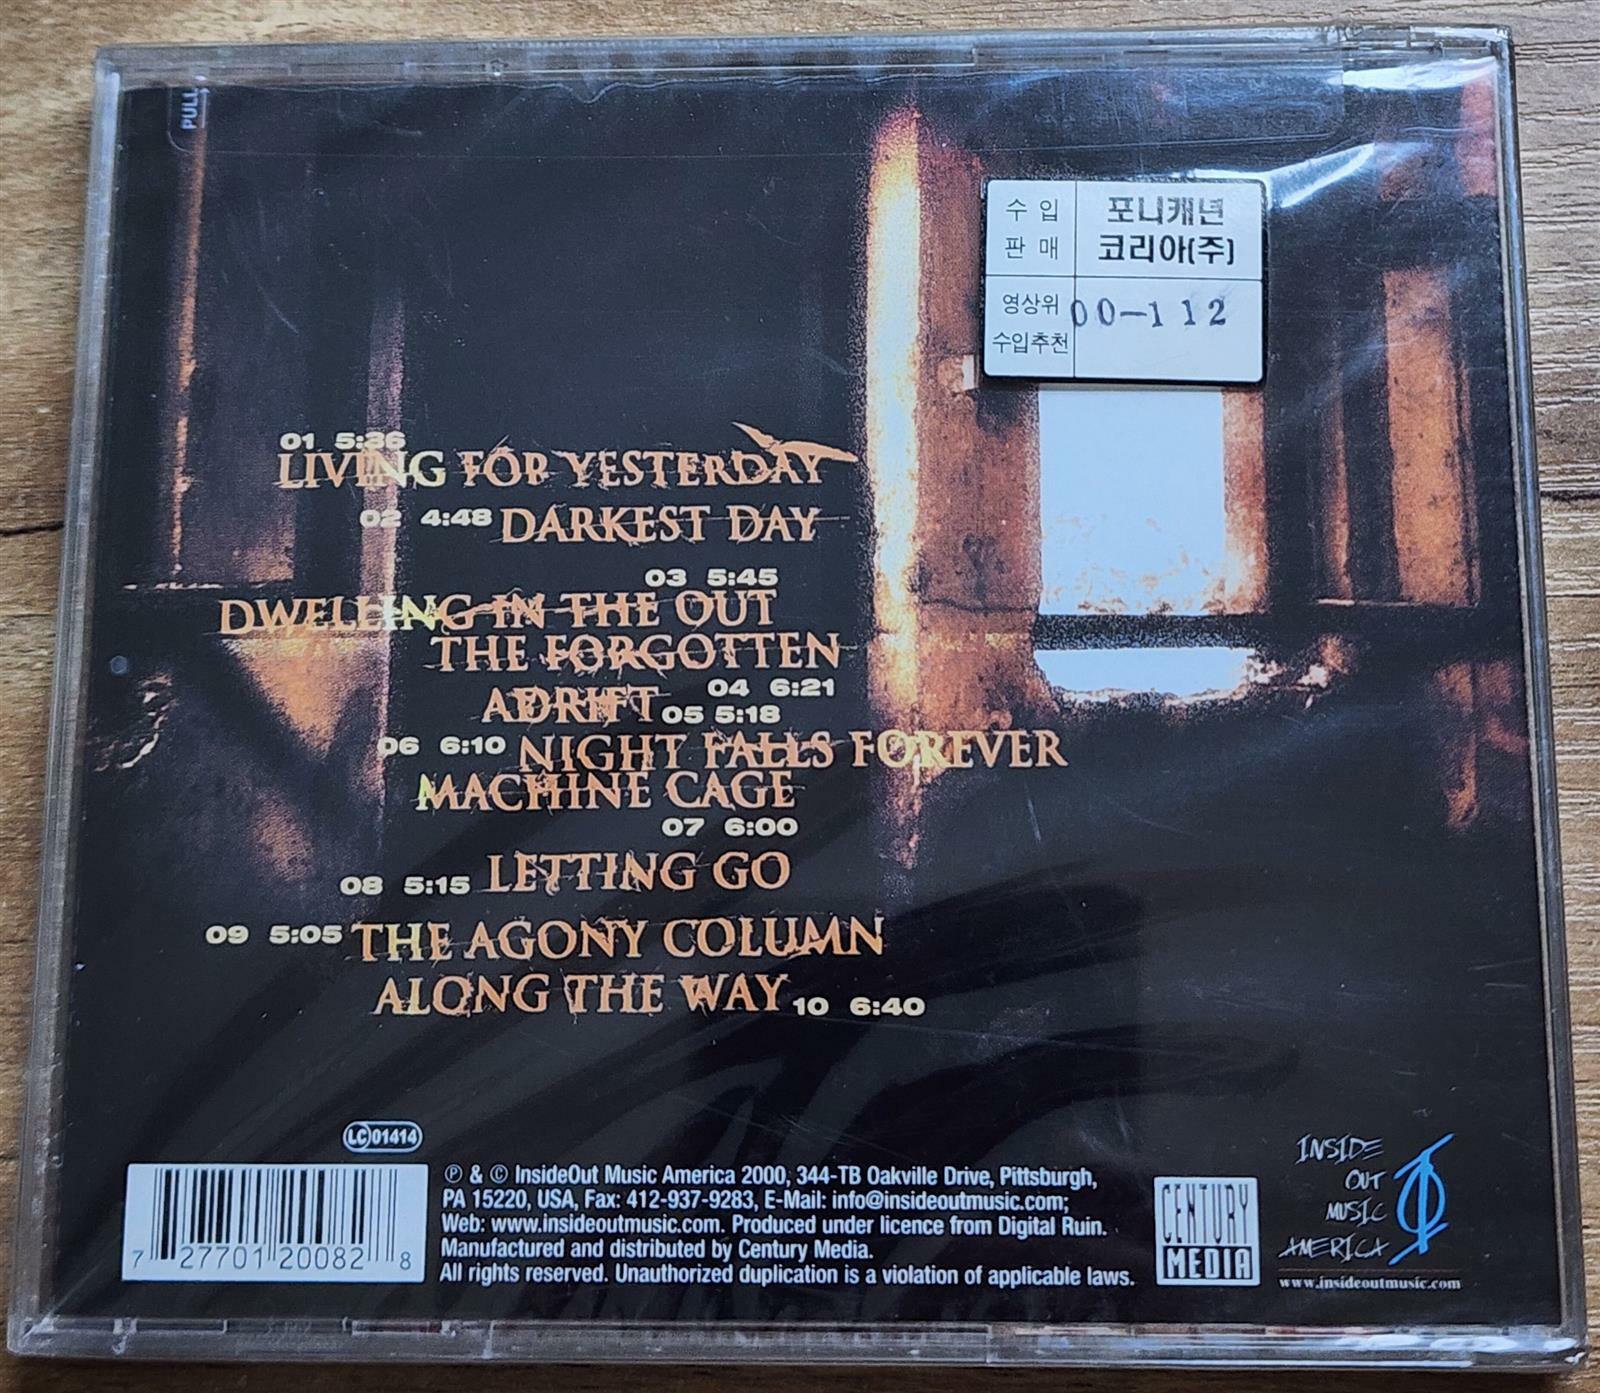 PULL
수 입 포니캐년
판 매 코리아(주)
영상위 00-112
수입추천
01 5:36
LIVING FOR YESTERDAY
02 4:48 DARKEST DAY
03 5:45
DWELLING IN THE OUT
THE FORGOTTEN
04 6:21
ADRIFT 05 5:18
06 6:10 NIGHT FALLS FOREVER
MACHINE CAGE
07 6:00
08 5:15 LETTING GO
09 5:05 THE AGONY COLUMN
ALONG THE WAY 10 6:40
LC 01414
7 27701 20082 8
℗ & © InsideOut Music America 2000, 344-TB Oakville Drive, Pittsburgh,
PA 15220, USA, Fax: 412-937-9283, E-Mail: info@insideoutmusic.com;
Web: www.insideoutmusic.com. Produced under licence from Digital Ruin.
Manufactured and distributed by Century Media.
All rights reserved. Unauthorized duplication is a violation of applicable laws.
CENTURY
MEDIA
INSIDE
OUT
MUSIC
AMERICA
www.insideoutmusic.com